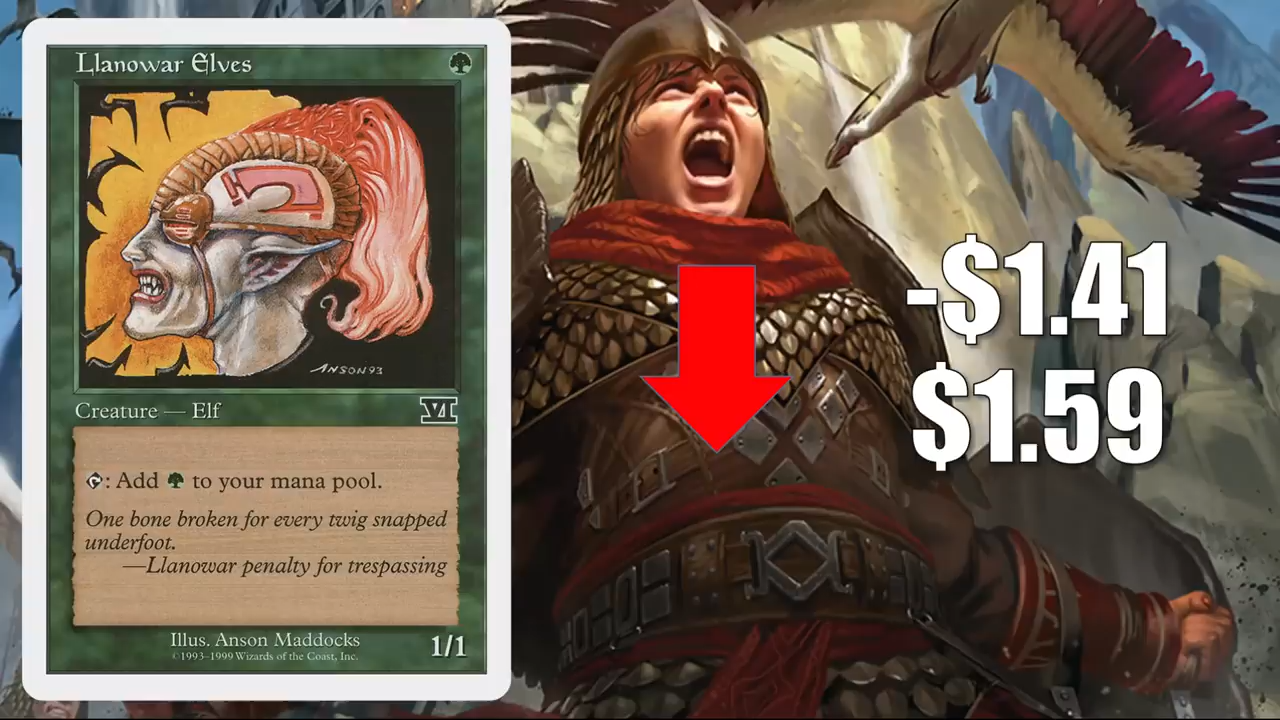 Llanowar Elves
ANSON93
Creature — Elf
VI
: Add to your mana pool.
One bone broken for every twig snapped
underfoot.
—Llanowar penalty for trespassing
Illus. Anson Maddocks
©1993–1999 Wizards of the Coast, Inc.
1/1
-$1.41
$1.59